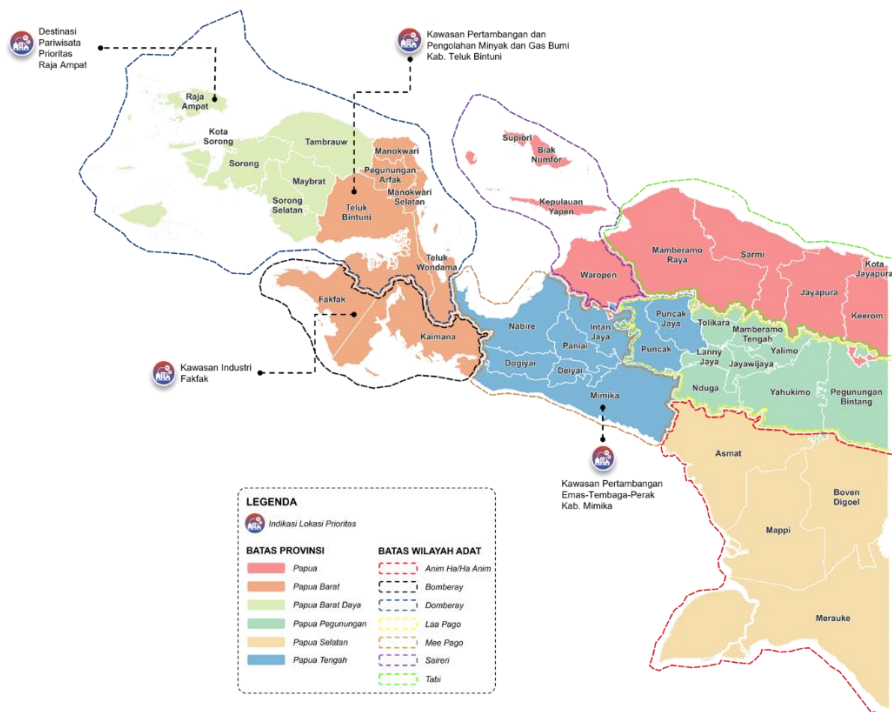 Destinasi
Pariwisata
Prioritas
Raja Ampat
Kawasan Pertambangan dan
Pengolahan Minyak dan Gas Bumi
Kab. Teluk Bintuni
Raja
Ampat
Kota
Sorong
Tambrauw
Sorong
Maybrat
Sorong
Selatan
Manokwari
Pegunungan
Arfak
Manokwari
Selatan
Teluk
Bintuni
Teluk
Wondama
Supiori
Biak
Numfor
Kepulauan
Yapen
Waropen
Mamberamo
Raya
Sarmi
Kota
Jayapura
Jayapura
Keerom
Fakfak
Kaimana
Nabire
Intan
Jaya
Paniai
Dogiyai
Deiyai
Mimika
Puncak
Jaya
Puncak
Tolikara
Mamberamo
Tengah
Lanny
Jaya
Yalimo
Jayawijaya
Nduga
Yahukimo
Pegunungan
Bintang
Kawasan Industri
Fakfak
Kawasan Pertambangan
Emas-Tembaga-Perak
Kab. Mimika
Asmat
Boven
Digoel
Mappi
Merauke
LEGENDA
Indikasi Lokasi Prioritas
BATAS PROVINSI
Papua
Papua Barat
Papua Barat Daya
Papua Pegunungan
Papua Selatan
Papua Tengah
BATAS WILAYAH ADAT
Anim Ha/Ha Anim
Bomberay
Domberay
Laa Pago
Mee Pago
Saireri
Tabi